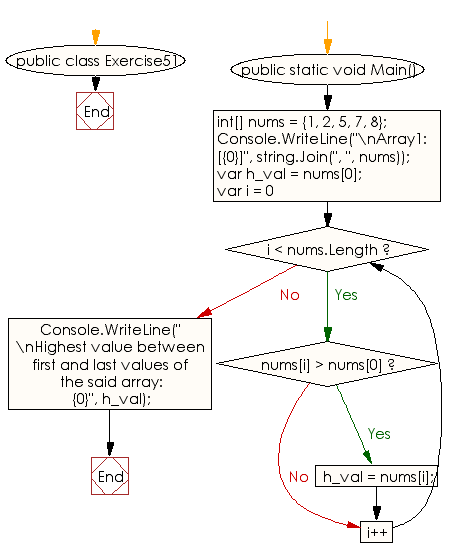 public class Exercise51
End
public static void Main()
int[] nums = {1, 2, 5, 7, 8};
Console.WriteLine("\nArray1:
[{0}]", string.Join(", ", nums));
var h_val = nums[0];
var i = 0
i < nums.Length ?
No
Yes
Console.WriteLine("
\nHighest value between
first and last values of
the said array:
{0}", h_val);
End
nums[i] > nums[0] ?
Yes
No
h_val = nums[i];
i++